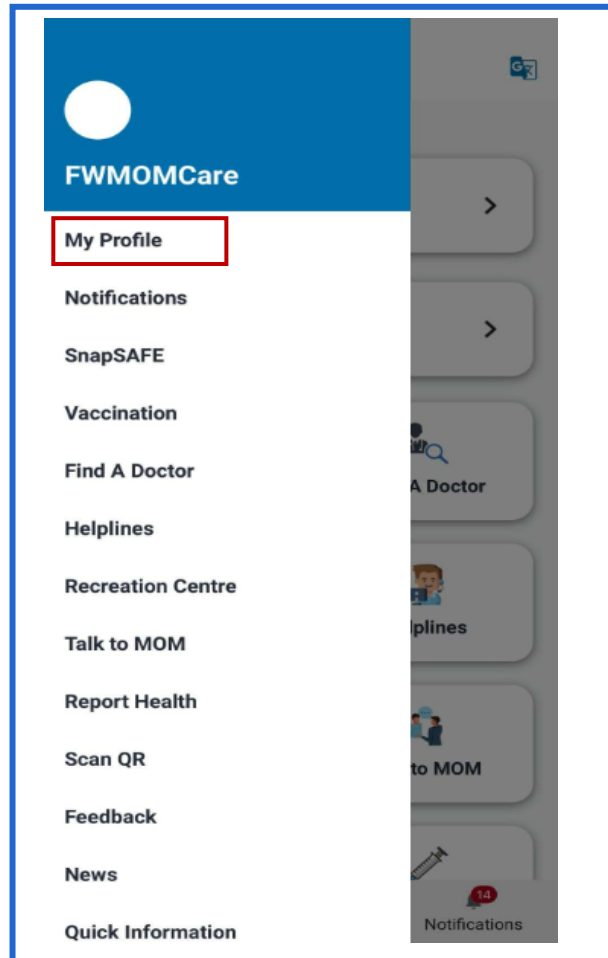 FWMOMCare
My Profile
Notifications
SnapSAFE
Vaccination
Find A Doctor
Helplines
Recreation Centre
Talk to MOM
Report Health
Scan QR
Feedback
News
Quick Information
A Doctor
lplines
to MOM
14
Notifications